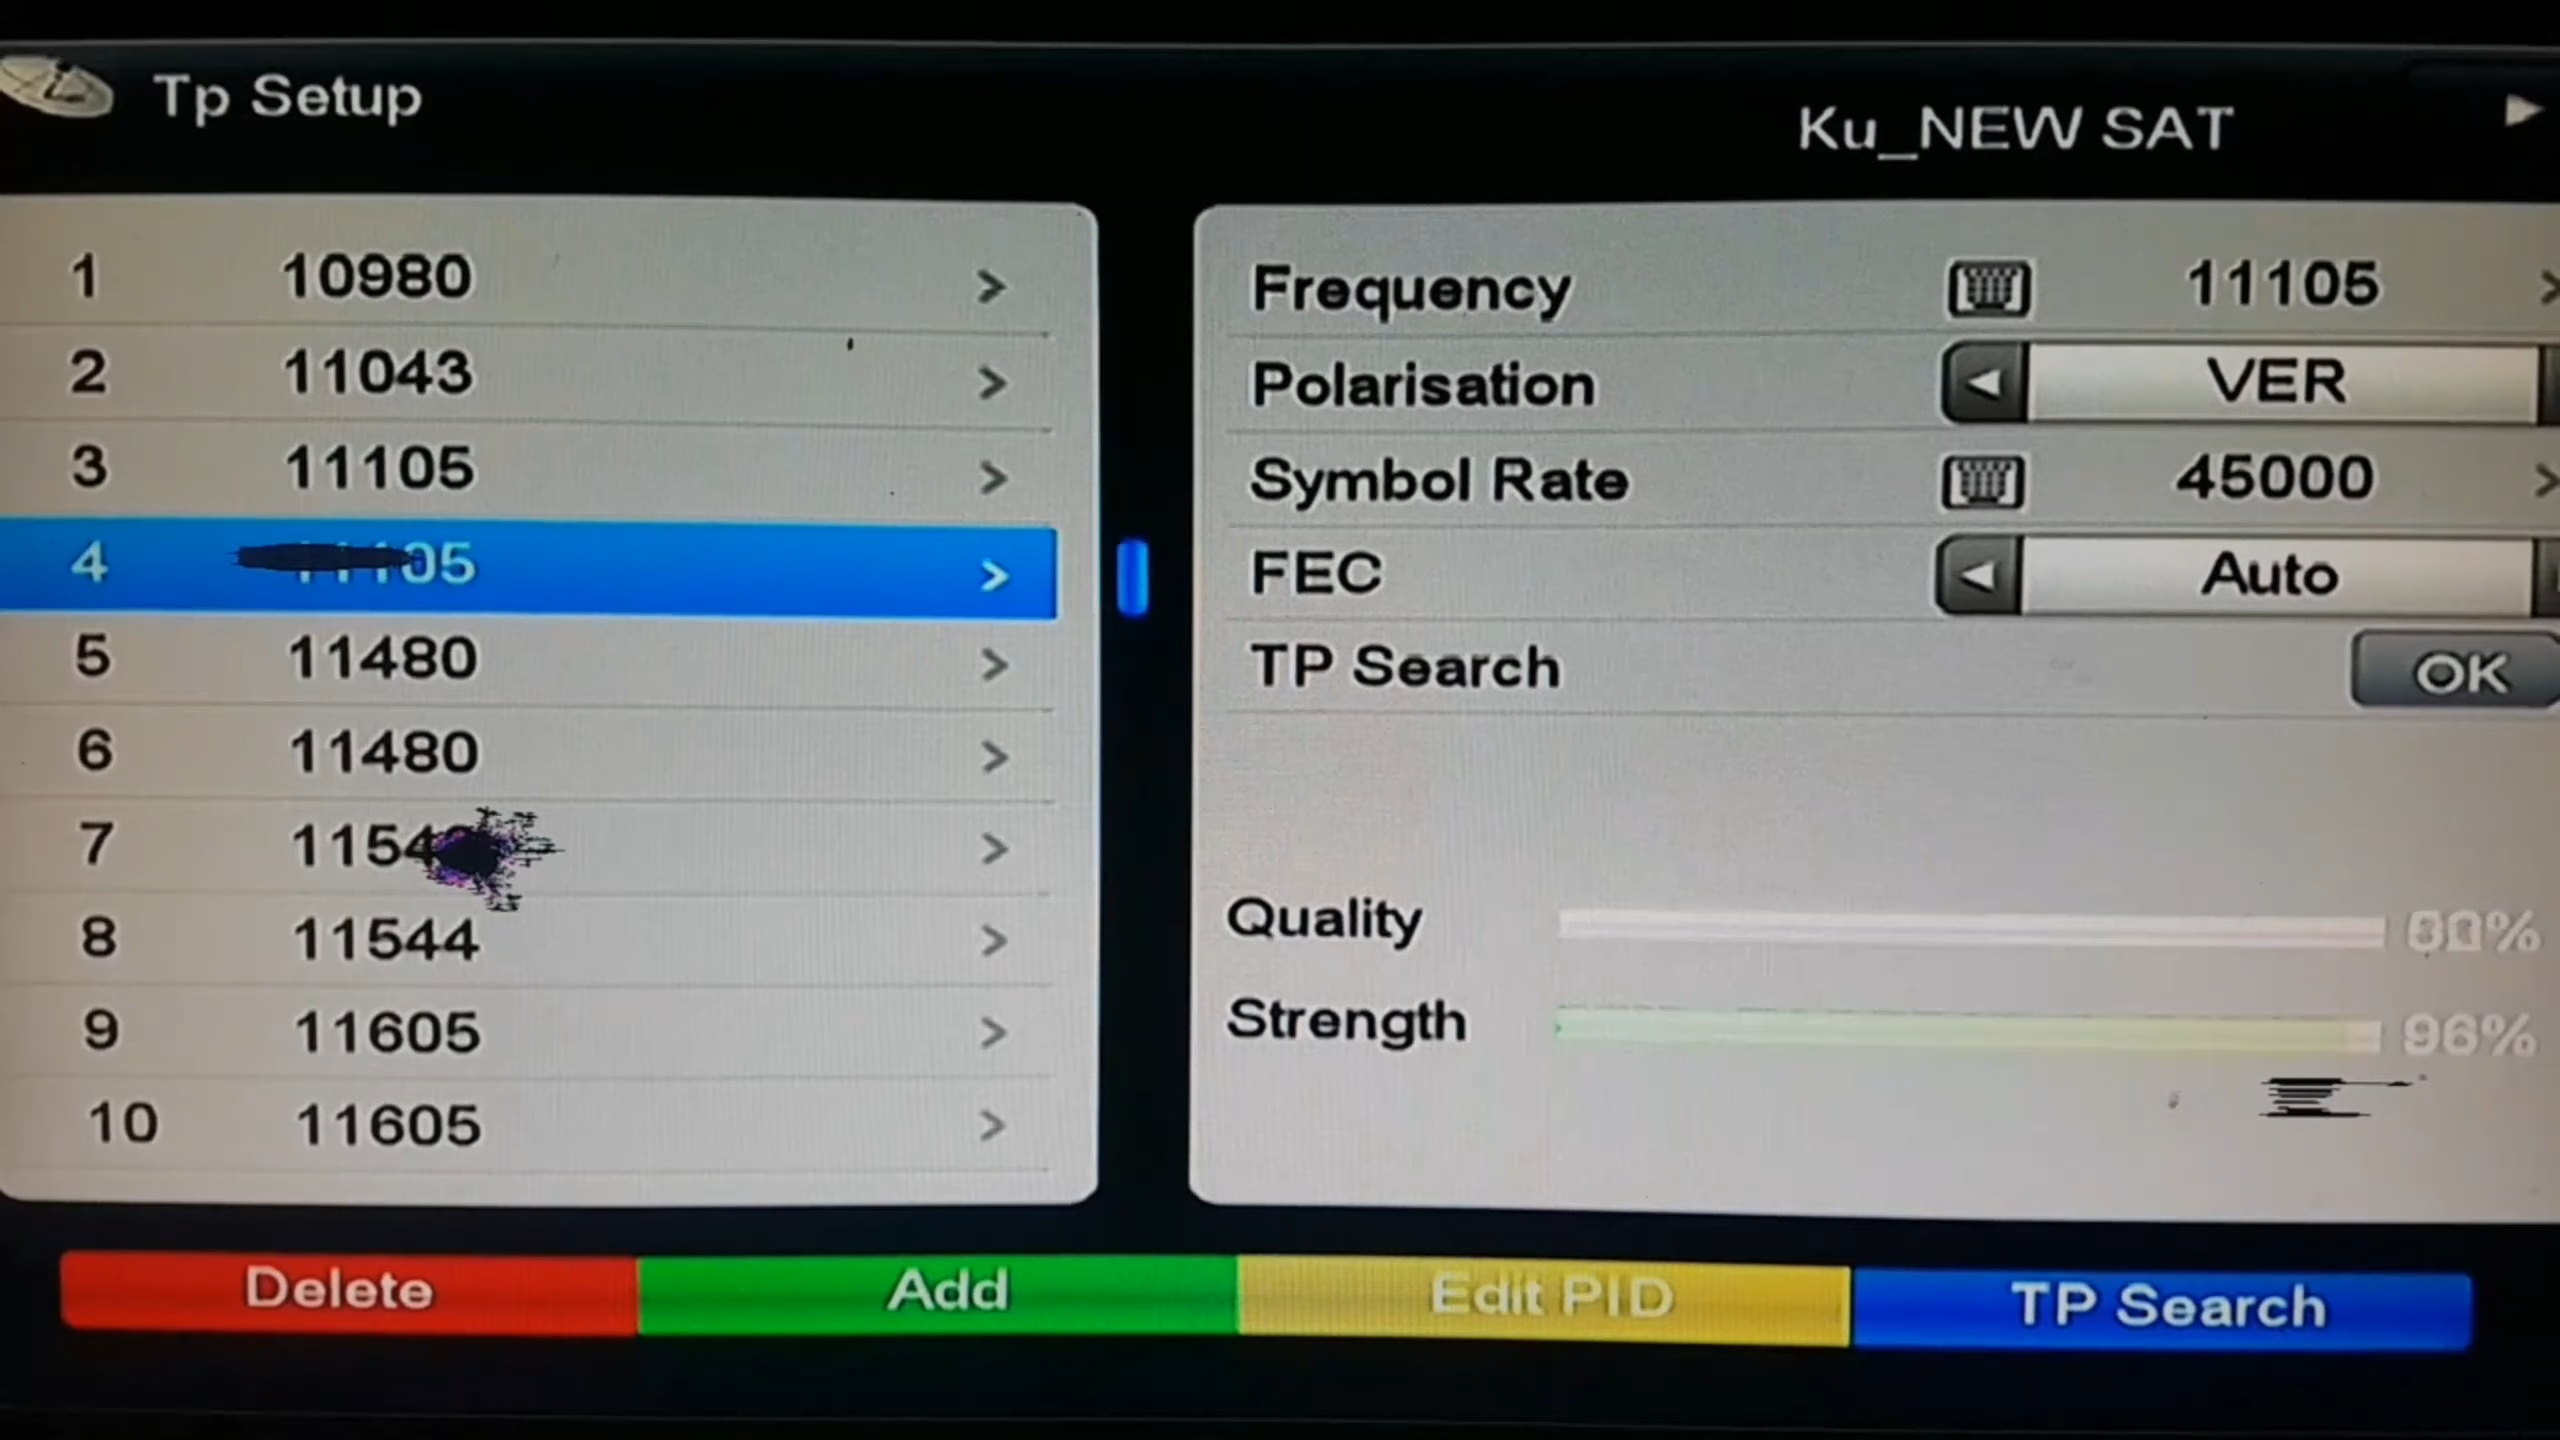 Tp Setup
Ku_NEW SAT
1 10980 >
2 11043 >
3 11105 >
4 >
5 11480 >
6 11480 >
7 >
8 11544 >
9 11605 >
10 11605 >
Frequency 11105 >
Polarisation VER
Symbol Rate 45000 >
FEC Auto
TP Search OK
Quality
Strength 96%
Delete
Add
Edit PID
TP Search